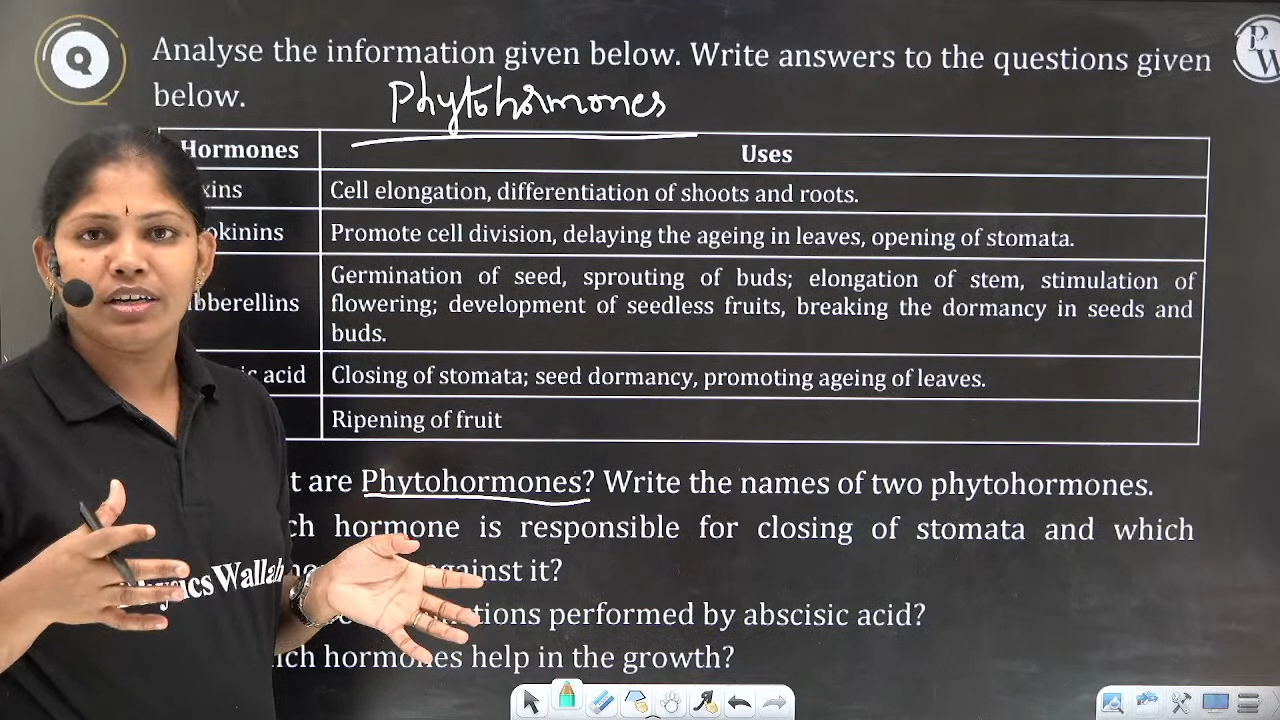 Q
Analyse the information given below. Write answers to the questions given
PW
below.
Phytohormones
Hormones Uses
xins Cell elongation, differentiation of shoots and roots.
okinins Promote cell division, delaying the ageing in leaves, opening of stomata.
bberellins Germination of seed, sprouting of buds; elongation of stem, stimulation of
flowering; development of seedless fruits, breaking the dormancy in seeds and
buds.
ic acid Closing of stomata; seed dormancy, promoting ageing of leaves.
Ripening of fruit
t are Phytohormones? Write the names of two phytohormones.
ch hormone is responsible for closing of stomata and which
against it?
tions performed by abscisic acid?
ich hormones help in the growth?
hysics Wallah